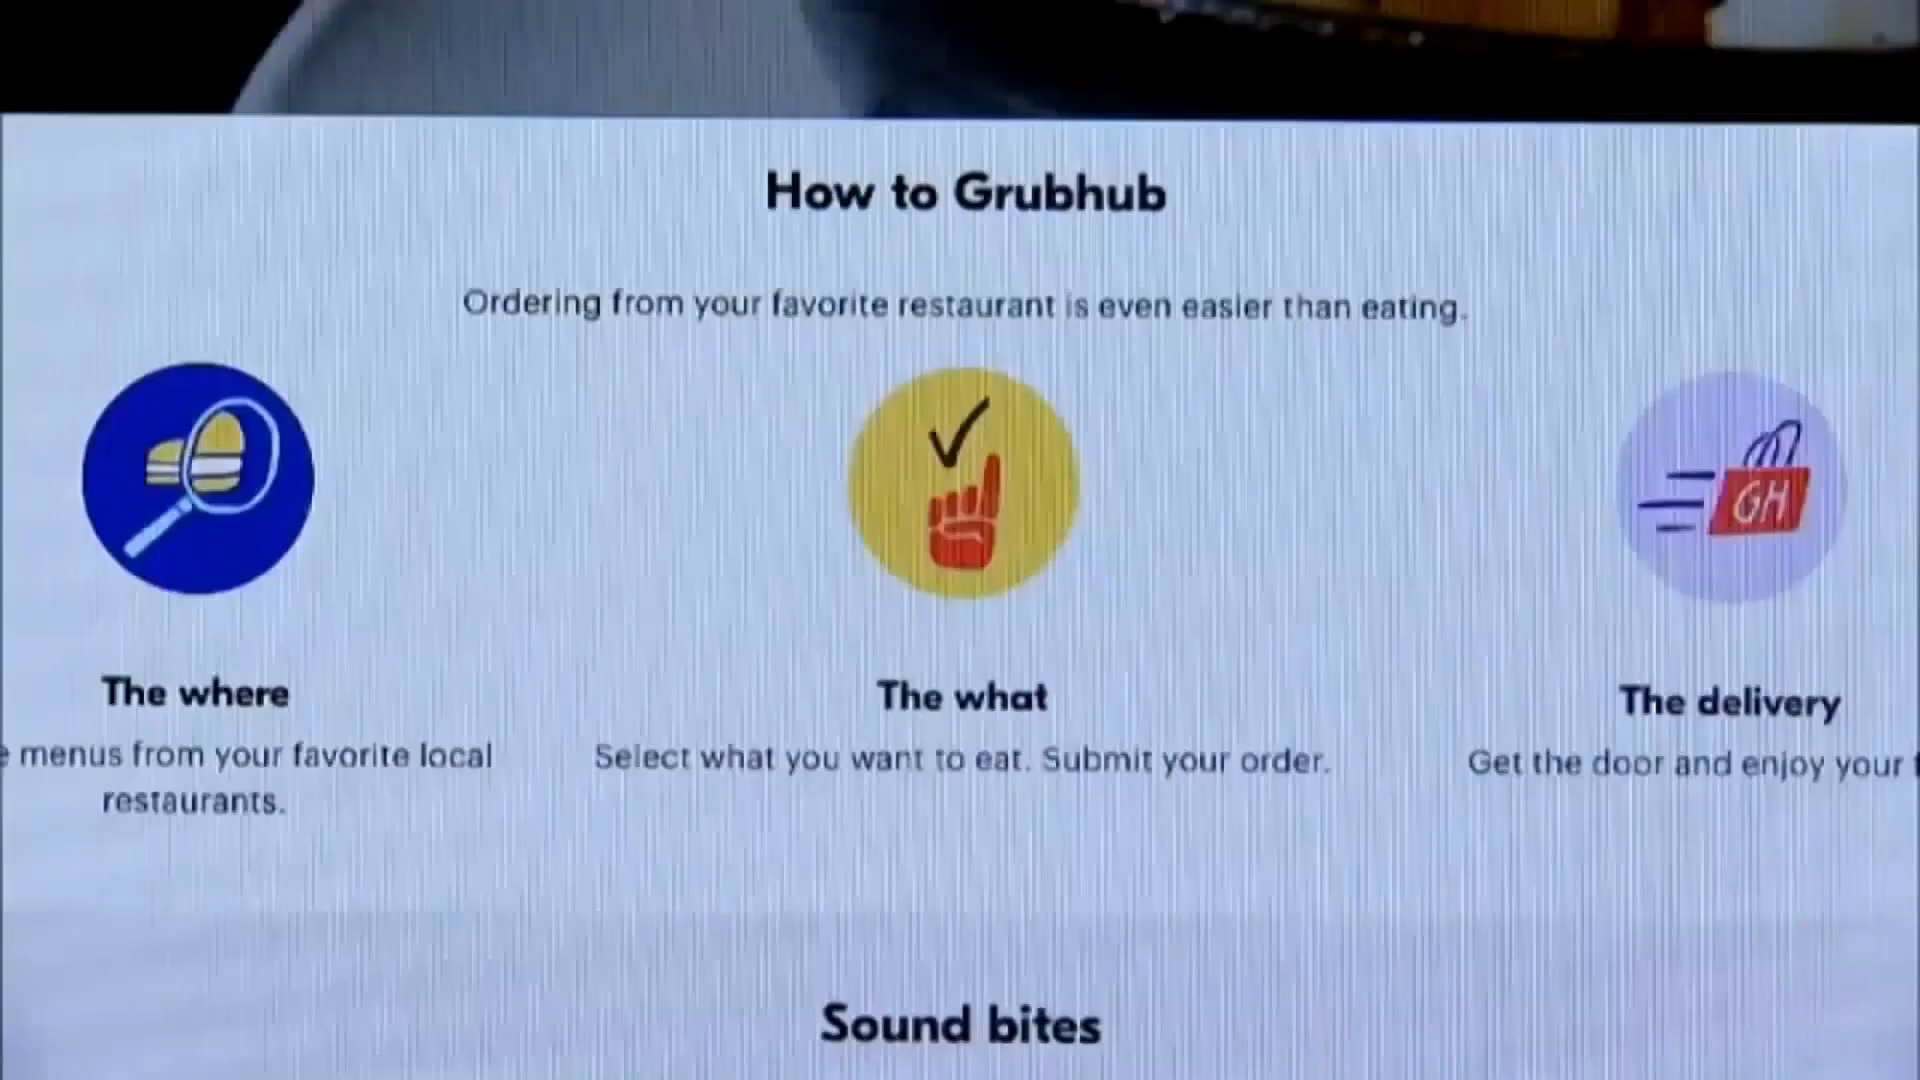 How to Grubhub
Ordering from your favorite restaurant is even easier than eating.
GH
The where
The what
The delivery
menus from your favorite local
restaurants.
Select what you want to eat. Submit your order.
Get the door and enjoy your
Sound bites